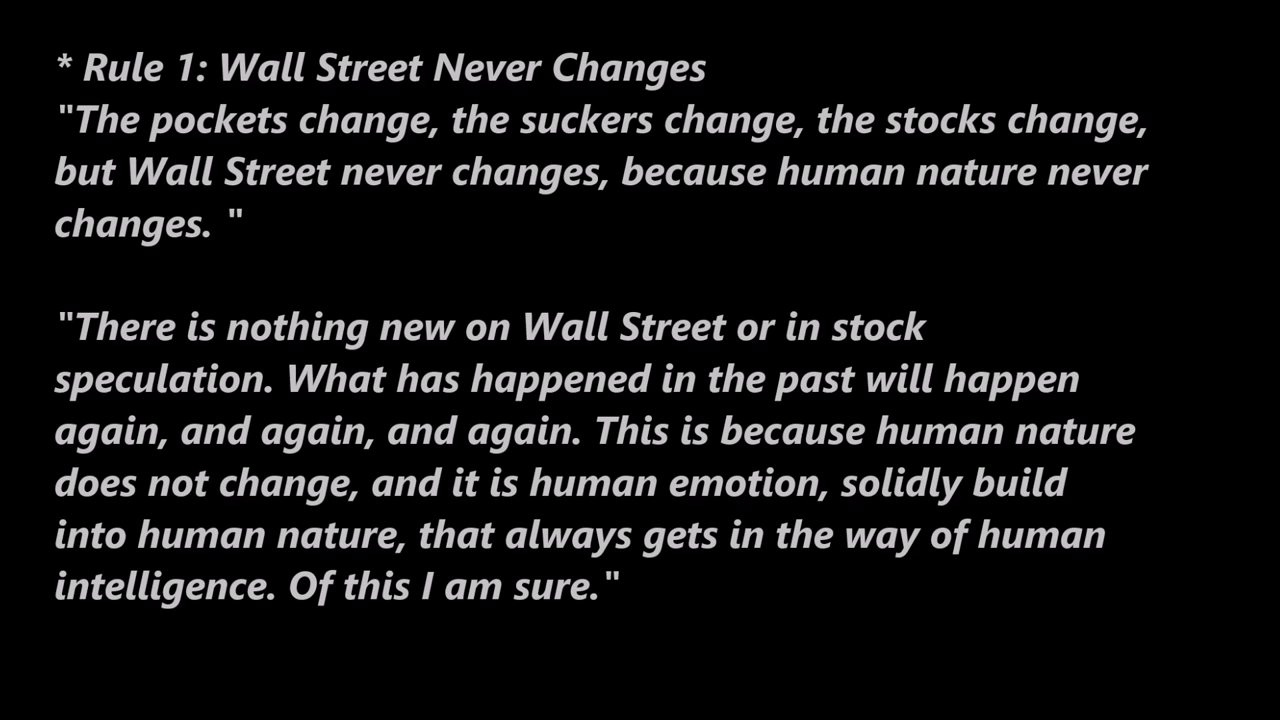 * Rule 1: Wall Street Never Changes
"The pockets change, the suckers change, the stocks change,
but Wall Street never changes, because human nature never
changes. "
"There is nothing new on Wall Street or in stock
speculation. What has happened in the past will happen
again, and again, and again. This is because human nature
does not change, and it is human emotion, solidly build
into human nature, that always gets in the way of human
intelligence. Of this I am sure."